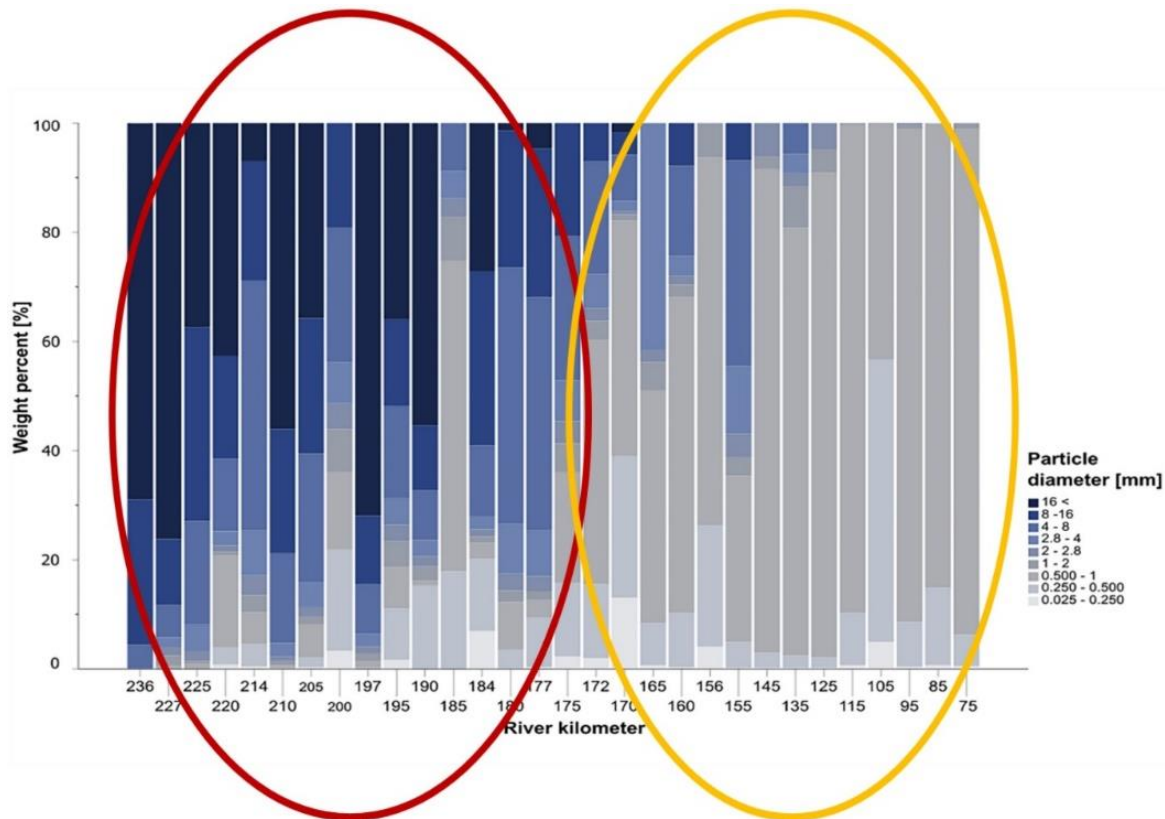 100
80
60
40
20
0
Weight percent [%]
236 225 214 205 197 190 184 177 172 165 156 145 125 105 85
227 220 210 200 195 185 180 175 170 160 155 135 115 95 75
River kilometer
Particle
diameter [mm]
16 <
8 -16
4 - 8
2.8 - 4
2 - 2.8
1 - 2
0.500 - 1
0.250 - 0.500
0.025 - 0.250